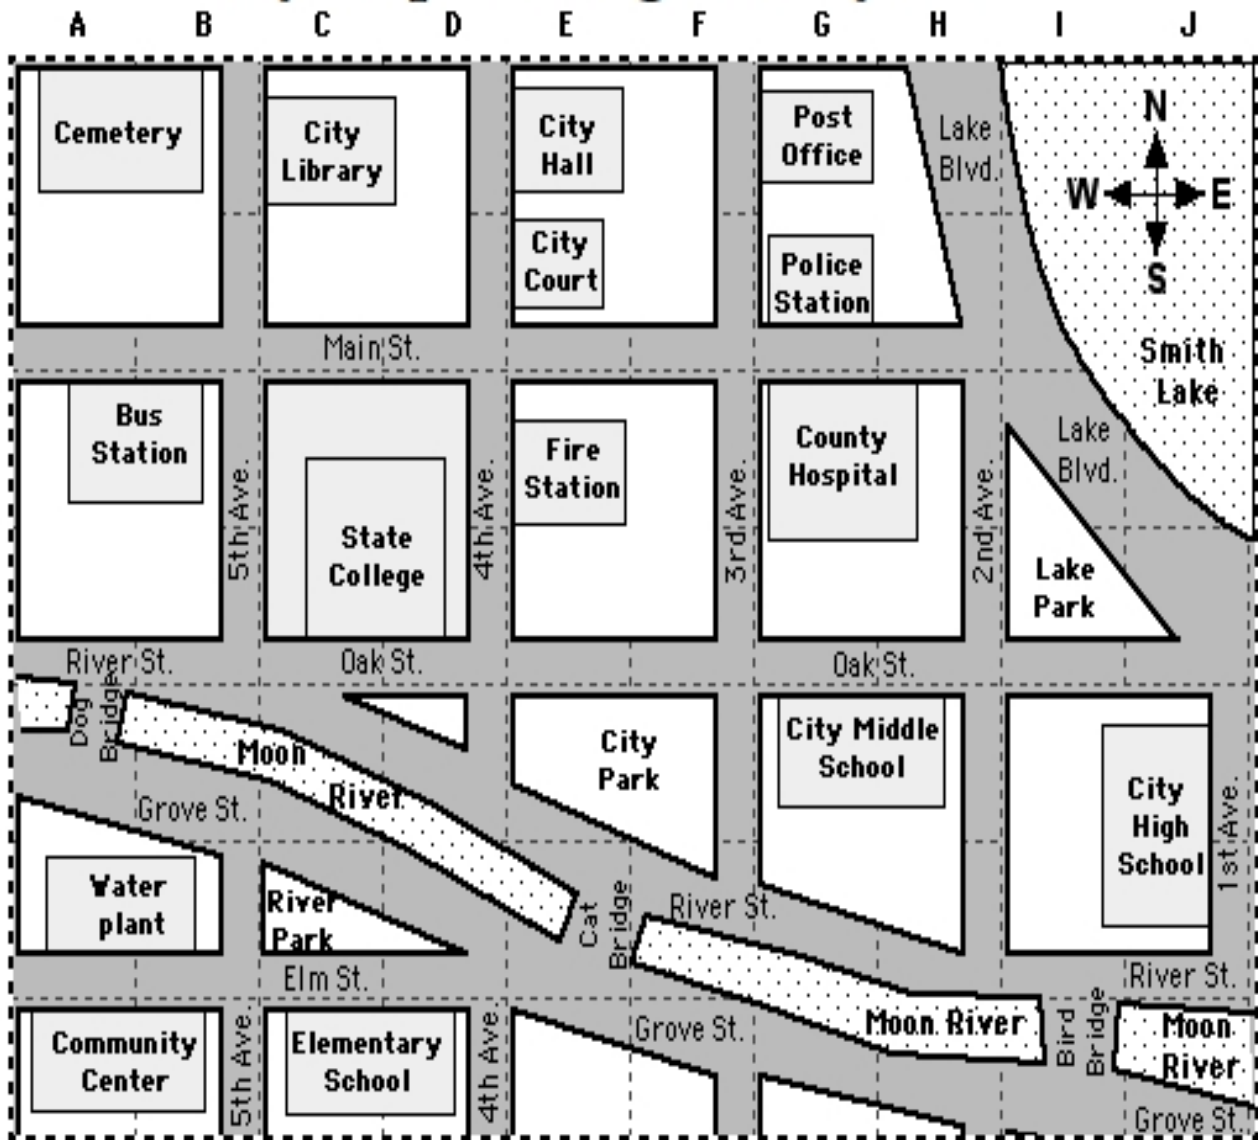 A B C D E F G H I J
Cemetery
City
Library
City
Hall
Post
Office
Lake
Blvd.
N
W E
S
City
Court
Police
Station
Main St.
Smith
Lake
Bus
Station
5th Ave.
State
College
4th Ave.
Fire
Station
3rd Ave.
County
Hospital
2nd Ave.
Lake
Blvd.
Lake
Park
River St.
Oak St.
Oak St.
Dog
Bridge
Moon
River
City
Park
City Middle
School
City
High
School
1st Ave.
Grove St.
Water
plant
River
Park
Cat
Bridge
River St.
Elm St.
River St.
Community
Center
5th Ave.
Elementary
School
4th Ave.
Grove St.
Moon River
Bird
Bridge
Moon
River
Grove St.